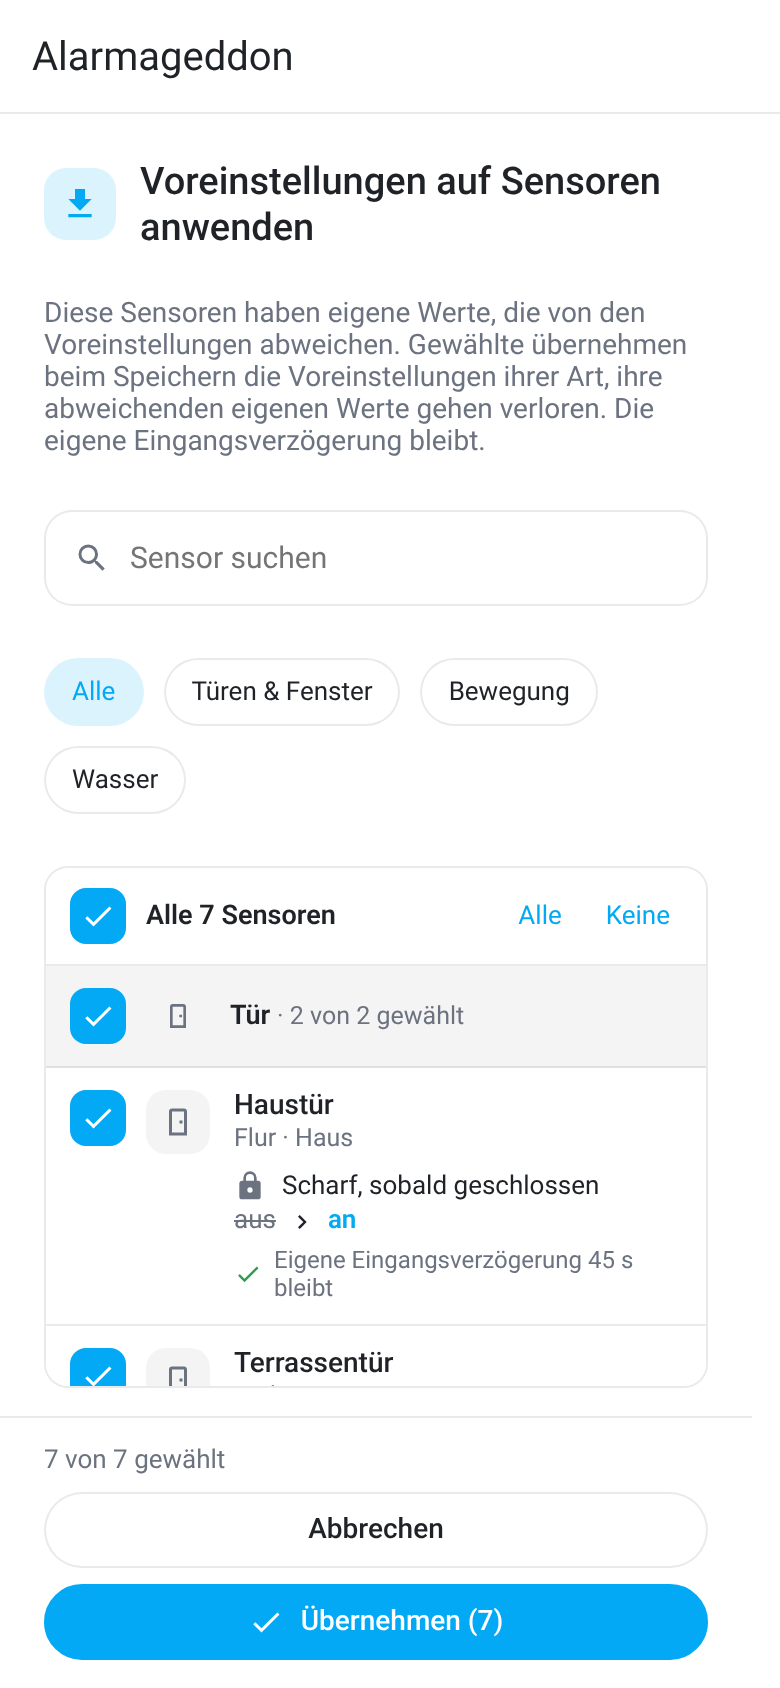 Alarmageddon
Voreinstellungen auf Sensoren
anwenden
Diese Sensoren haben eigene Werte, die von den
Voreinstellungen abweichen. Gewählte übernehmen
beim Speichern die Voreinstellungen ihrer Art, ihre
abweichenden eigenen Werte gehen verloren. Die
eigene Eingangsverzögerung bleibt.
Sensor suchen
Alle
Türen & Fenster
Bewegung
Wasser
Alle 7 Sensoren
Alle
Keine
Tür · 2 von 2 gewählt
Haustür
Flur · Haus
Scharf, sobald geschlossen
aus > an
Eigene Eingangsverzögerung 45 s
bleibt
Terrassentür
7 von 7 gewählt
Abbrechen
Übernehmen (7)